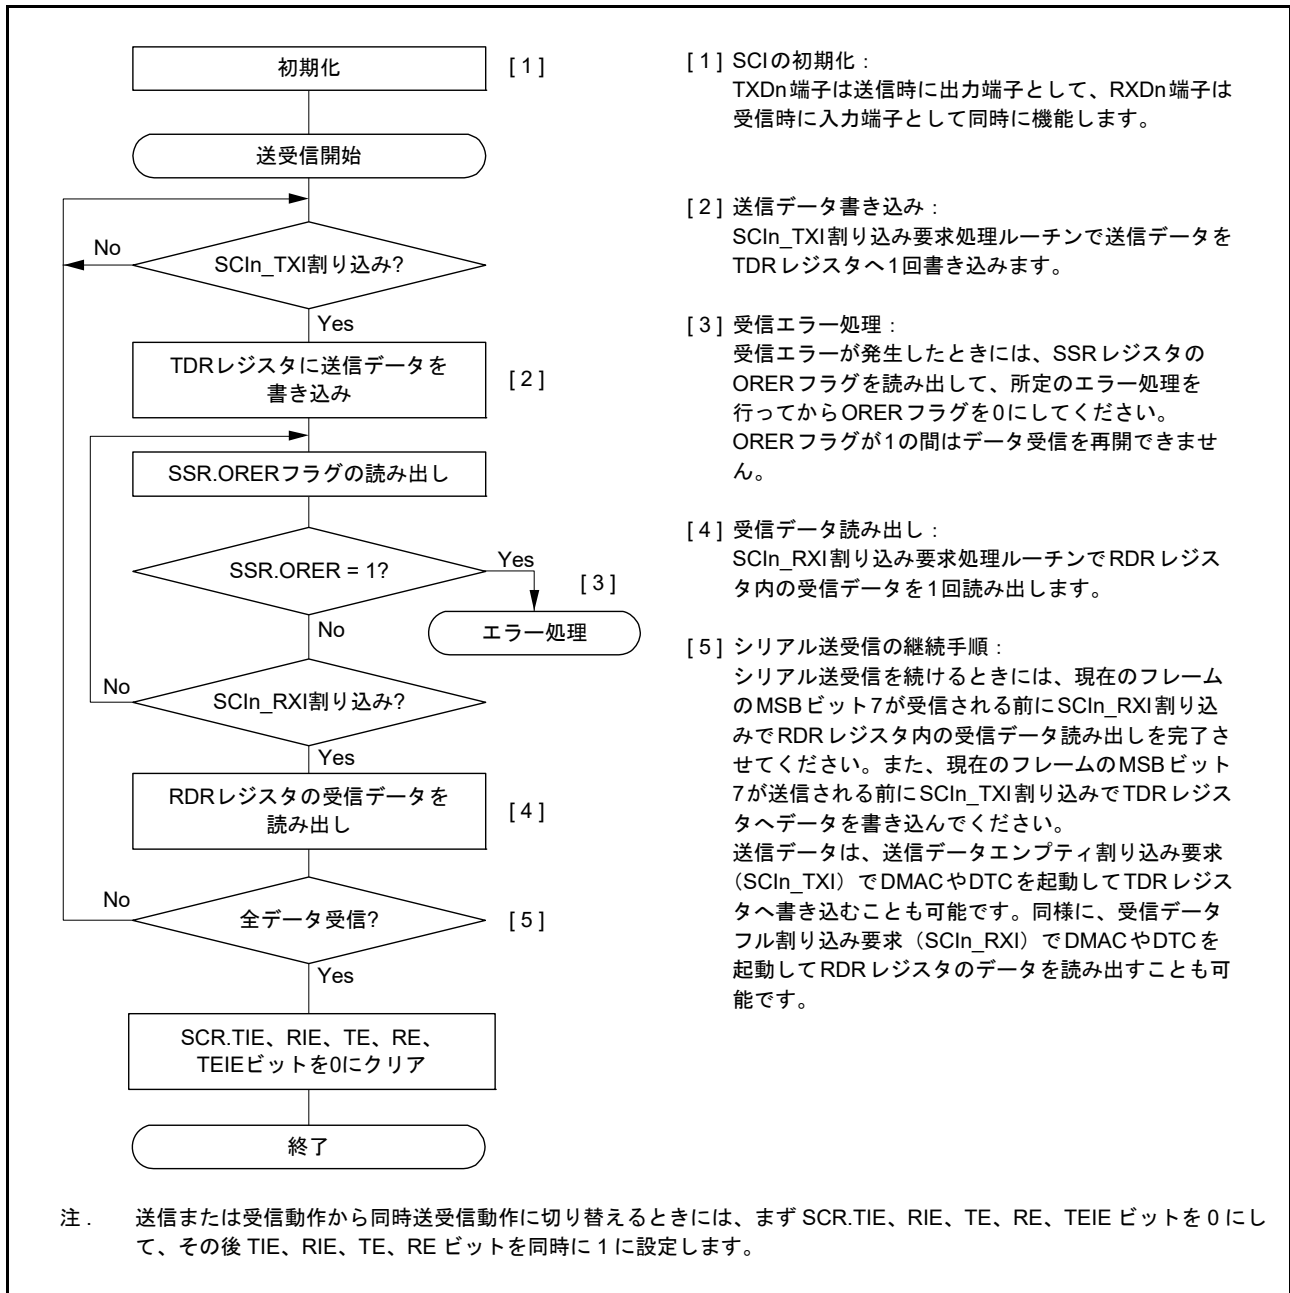 初期化
[ 1 ]
送受信開始
No
SCIn_TXI割り込み?
Yes
TDRレジスタに送信データを
書き込み
[ 2 ]
SSR.ORERフラグの読み出し
SSR.ORER = 1?
Yes
[ 3 ]
エラー処理
No
No
SCIn_RXI割り込み?
Yes
RDRレジスタの受信データを
読み出し
[ 4 ]
No
全データ受信?
[ 5 ]
Yes
SCR.TIE、RIE、TE、RE、
TEIEビットを0にクリア
終了
[ 1 ] SCIの初期化：
TXDn端子は送信時に出力端子として、RXDn端子は
受信時に入力端子として同時に機能します。
[ 2 ] 送信データ書き込み：
SCIn_TXI割り込み要求処理ルーチンで送信データを
TDRレジスタへ1回書き込みます。
[ 3 ] 受信エラー処理：
受信エラーが発生したときには、SSRレジスタの
ORERフラグを読み出して、所定のエラー処理を
行ってからORERフラグを0にしてください。
ORERフラグが1の間はデータ受信を再開できませ
ん。
[ 4 ] 受信データ読み出し：
SCIn_RXI割り込み要求処理ルーチンでRDRレジス
タ内の受信データを1回読み出します。
[ 5 ] シリアル送受信の継続手順：
シリアル送受信を続けるときには、現在のフレーム
のMSBビット7が受信される前にSCIn_RXI割り込
みでRDRレジスタ内の受信データ読み出しを完了さ
せてください。また、現在のフレームのMSBビット
7が送信される前にSCIn_TXI割り込みでTDRレジス
タへデータを書き込んでください。
送信データは、送信データエンプティ割り込み要求
（SCIn_TXI）でDMACやDTCを起動してTDRレジス
タへ書き込むことも可能です。同様に、受信データ
フル割り込み要求（SCIn_RXI）でDMACやDTCを
起動してRDRレジスタのデータを読み出すことも可
能です。
注． 送信または受信動作から同時送受信動作に切り替えるときには、まず SCR.TIE、RIE、TE、RE、TEIE ビットを 0 にし
て、その後 TIE、RIE、TE、RE ビットを同時に 1 に設定します。